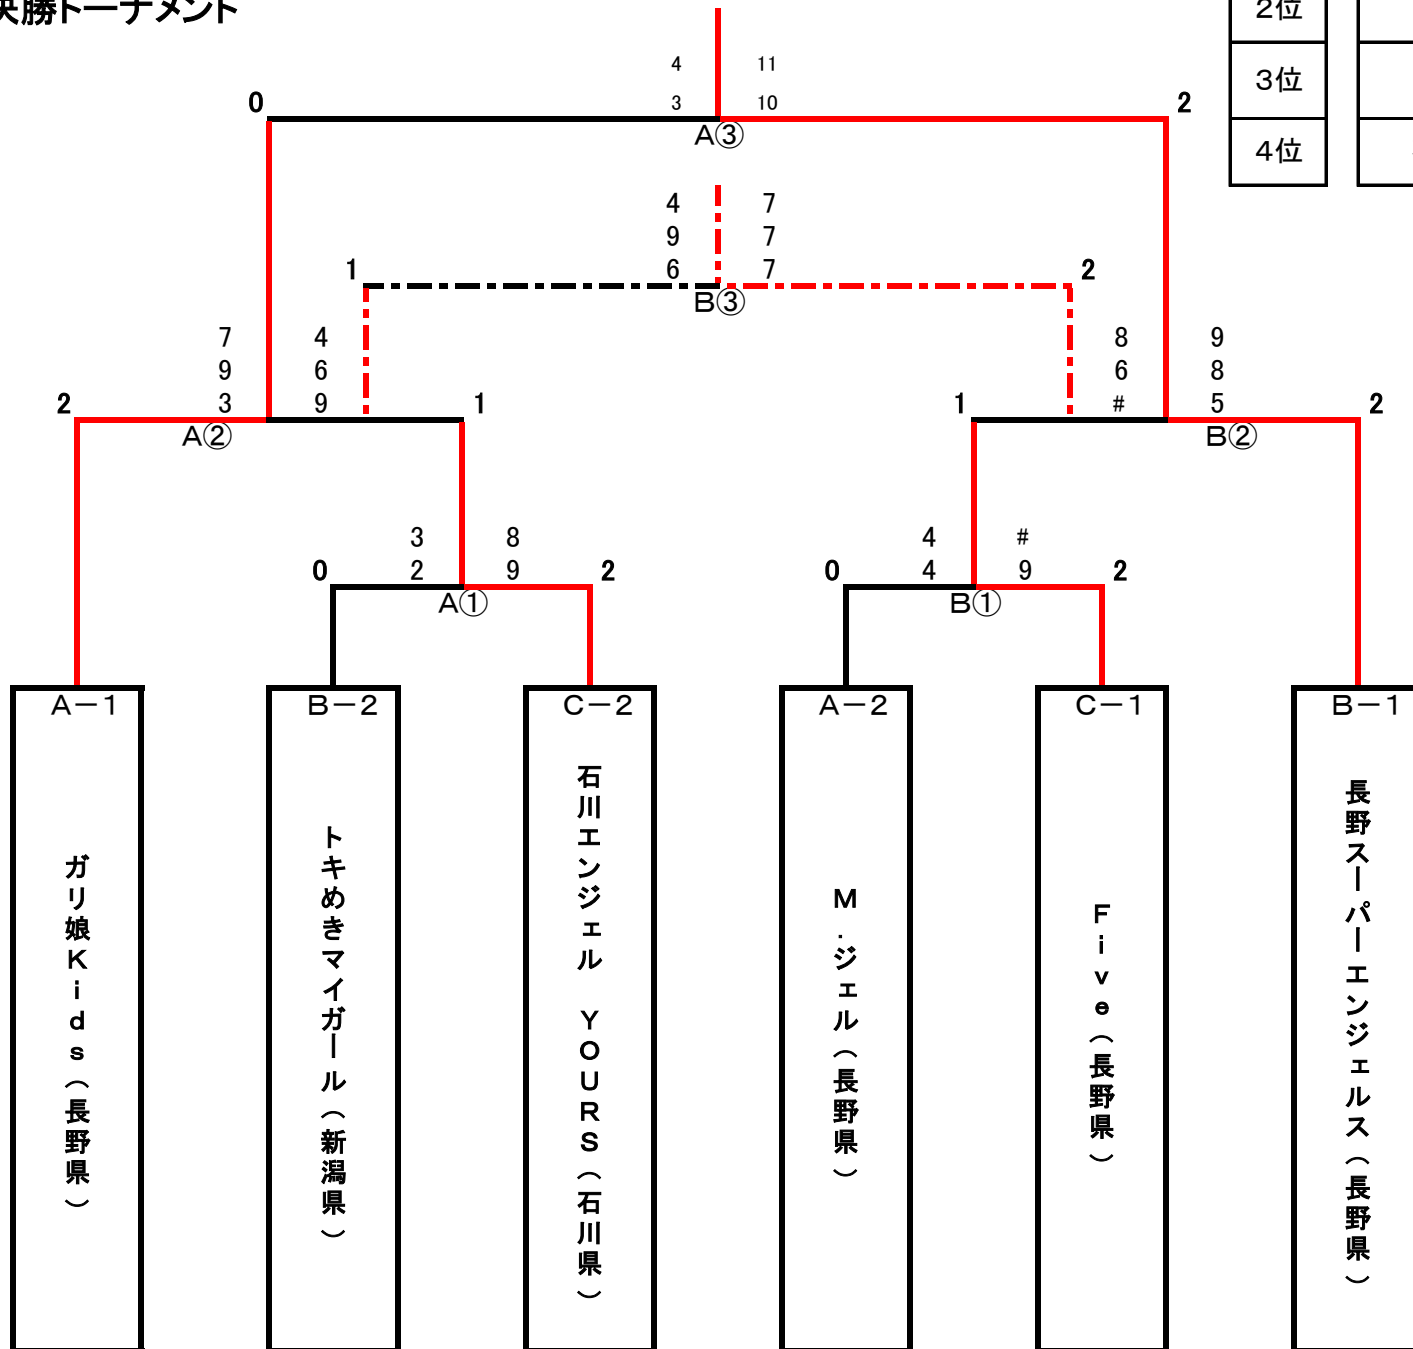 決勝トーナメント
2位
3位
4位
4 11
3 10
0 2
A③
4 7
9 7
6 7
1 2
B③
7 4
9 6
3 9
2 1
A②
8 9
6 8
# 5
1 2
B②
3 8
2 9
0 2
A①
4 #
4 9
0 2
B①
A－1
B－2
C－2
A－2
C－1
B－1
ガリ娘Kids（長野県）
トキめきマイガール（新潟県）
石川エンジェル　YOURS（石川県）
M.ジェル（長野県）
Five（長野県）
長野スーパーエンジェルス（長野県）